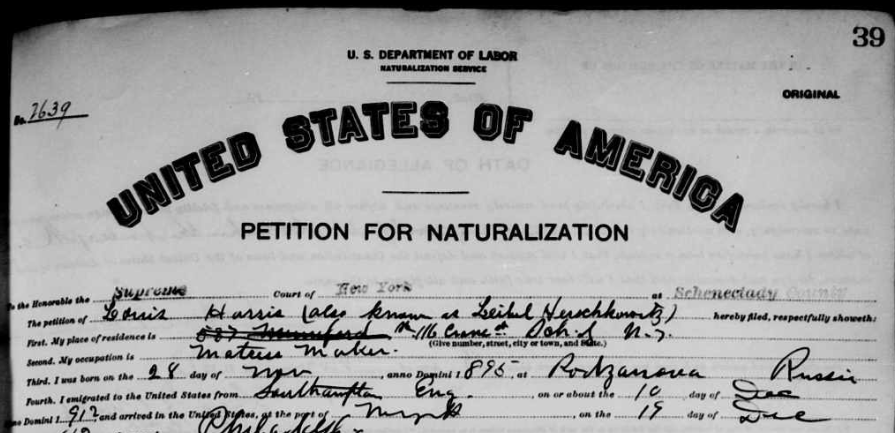 39
U. S. DEPARTMENT OF LABOR
NATURALIZATION SERVICE
No. 2639
ORIGINAL
UNITED STATES OF AMERICA
OATH OF ALLEGIANCE
PETITION FOR NATURALIZATION
To the Honorable the Supreme Court of New York at Schenectady County
The petition of Louis Harris (also known as Leibel Herschkowitz) hereby filed, respectfully showeth:
First. My place of residence is 116 Crane st Sch'd N.Y.
(Give number, street, city or town, and State.)
Second. My occupation is Matress Maker.
Third. I was born on the 28 day of Nov, anno Domini 1895, at Russia
Fourth. I emigrated to the United States from Southampton Eng., on or about the 10 day of Dec
anno Domini 1912, and arrived in the United States, at the port of , on the 19 day of Dec